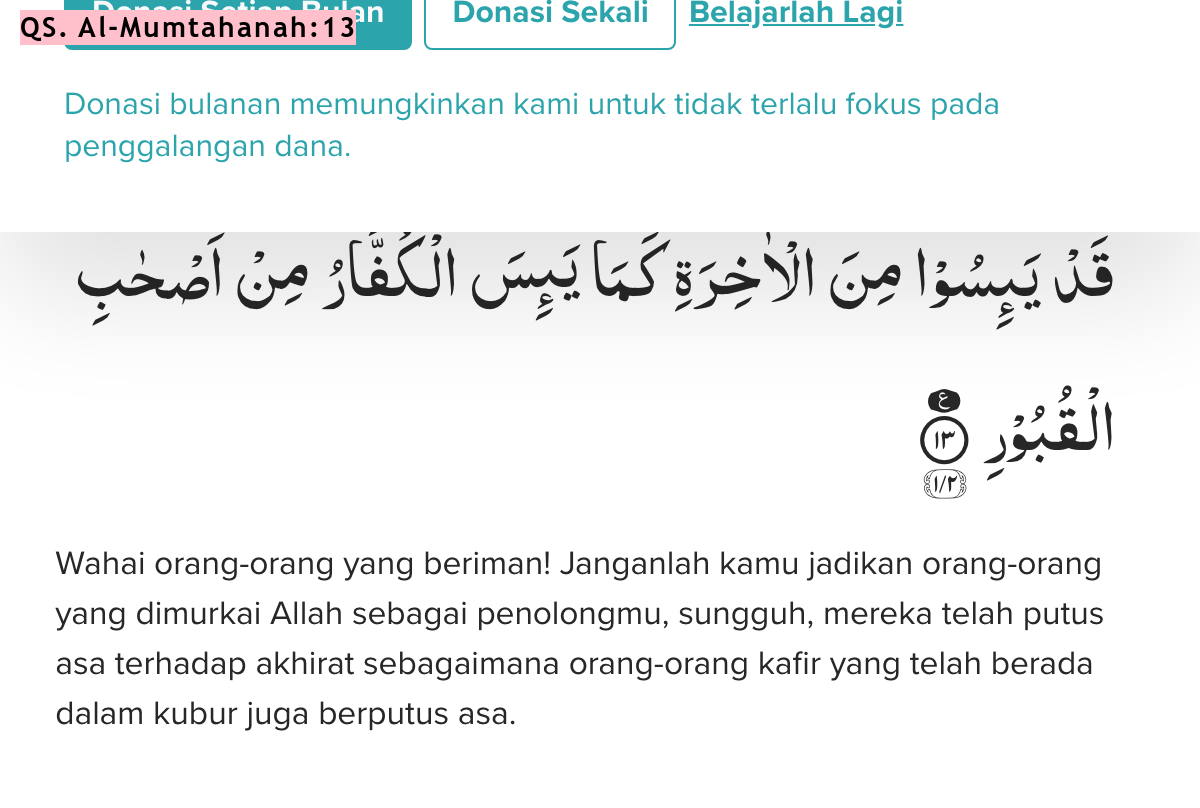 QS. Al-Mumtahanah:13
Donasi Setiap Bulan
Donasi Sekali
Belajarlah Lagi
Donasi bulanan memungkinkan kami untuk tidak terlalu fokus pada
penggalangan dana.
قَدْ يَىِٕسُوْا مِنَ الْاٰخِرَةِ كَمَا يَىِٕسَ الْكُفَّارُ مِنْ اَصْحٰبِ
الْقُبُوْرِ ࣖ ١٣
١/٢
Wahai orang-orang yang beriman! Janganlah kamu jadikan orang-orang
yang dimurkai Allah sebagai penolongmu, sungguh, mereka telah putus
asa terhadap akhirat sebagaimana orang-orang kafir yang telah berada
dalam kubur juga berputus asa.